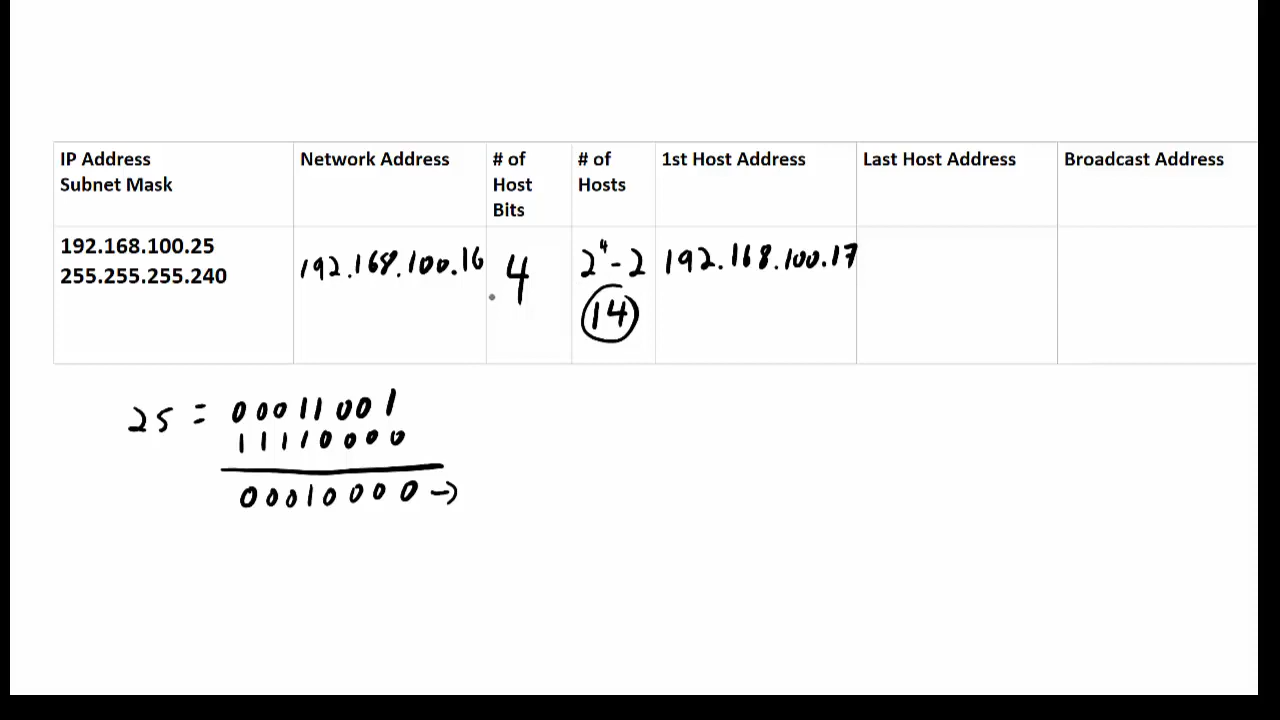 IP Address
Subnet Mask
Network Address
# of
Host
Bits
# of
Hosts
1st Host Address
Last Host Address
Broadcast Address
192.168.100.25
255.255.255.240
192.168.100.16
4
2⁴-2
14
192.168.100.17
25 = 00011001
11110000
00010000 →